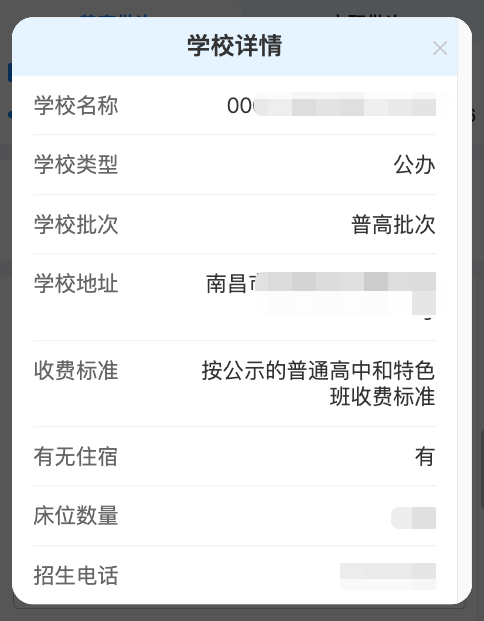 学校详情
学校名称
学校类型 公办
学校批次 普高批次
学校地址 南昌市
收费标准 按公示的普通高中和特色
班收费标准
有无住宿 有
床位数量
招生电话